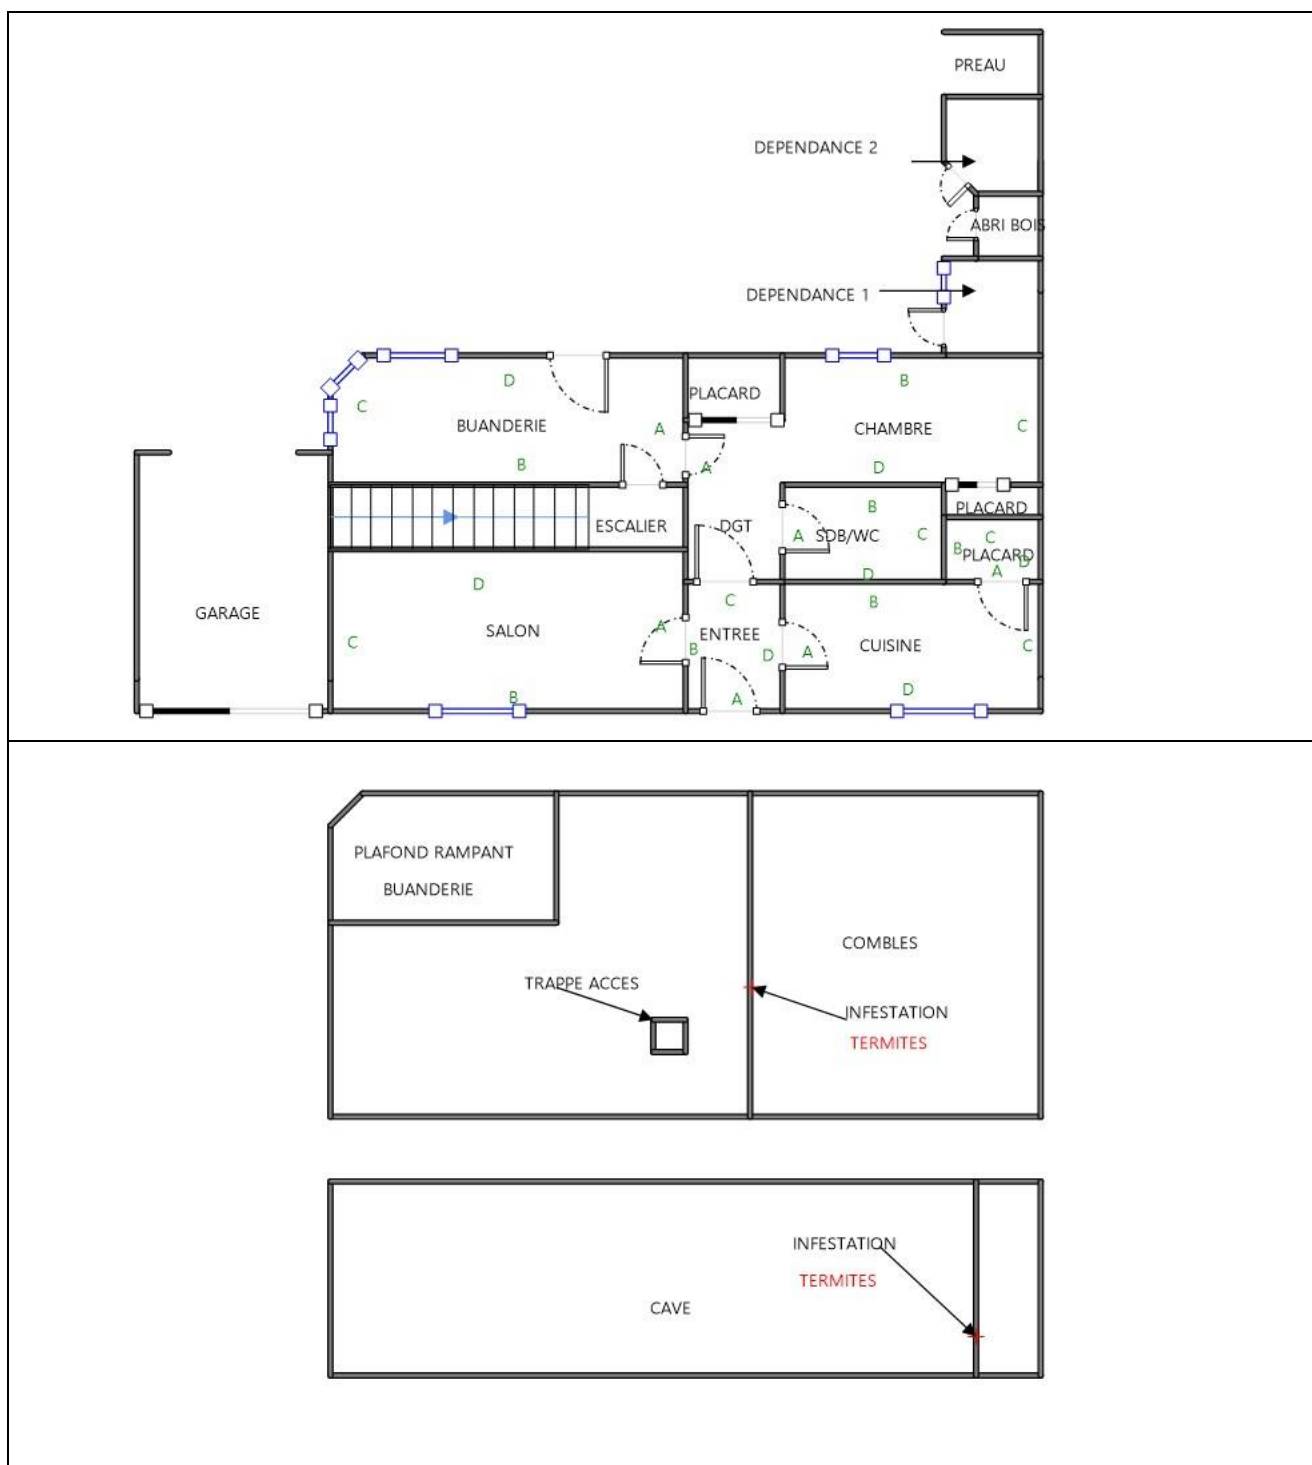 PREAU
DEPENDANCE 2
ABRI BOIS
DEPENDANCE 1
D
B
PLACARD
C
BUANDERIE
A
CHAMBRE
C
B
A
D
B
PLACARD
ESCALIER
DGT
A
SDB/WC
C
C
B
PLACARD
D
A
D
D
C
B
GARAGE
SALON
A
ENTREE
C
B
D
A
CUISINE
C
B
A
D
PLAFOND RAMPANT
BUANDERIE
COMBLES
TRAPPE ACCES
INFESTATION
TERMITES
INFESTATION
TERMITES
CAVE